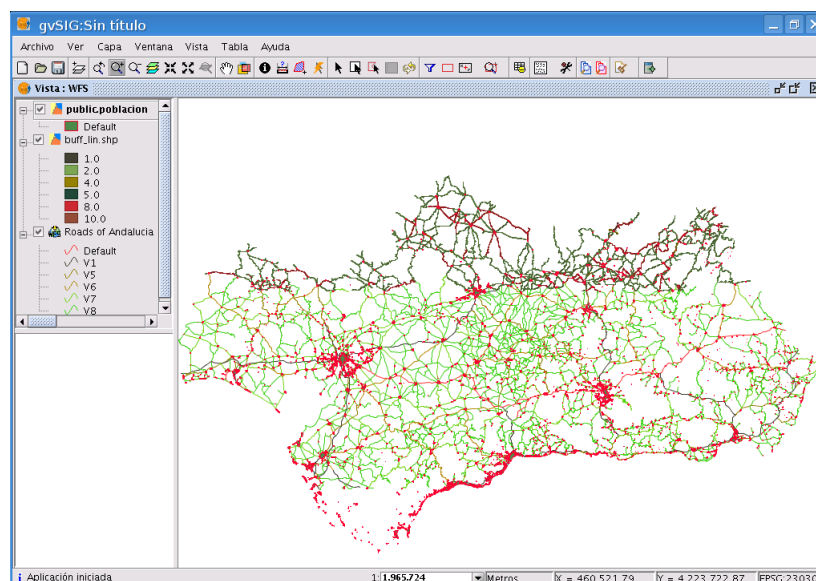 gvSIG:Sin título
Archivo Ver Capa Ventana Vista Tabla Ayuda
Vista : WFS
public.poblacion
Default
buff_lin.shp
1.0
2.0
4.0
5.0
8.0
10.0
Roads of Andalucia
Default
V1
V5
V6
V7
V8
Aplicación iniciada
1: 1.965.724
Metros
X = 460.521,79
Y = 4.223.722,87
EPSG:23030